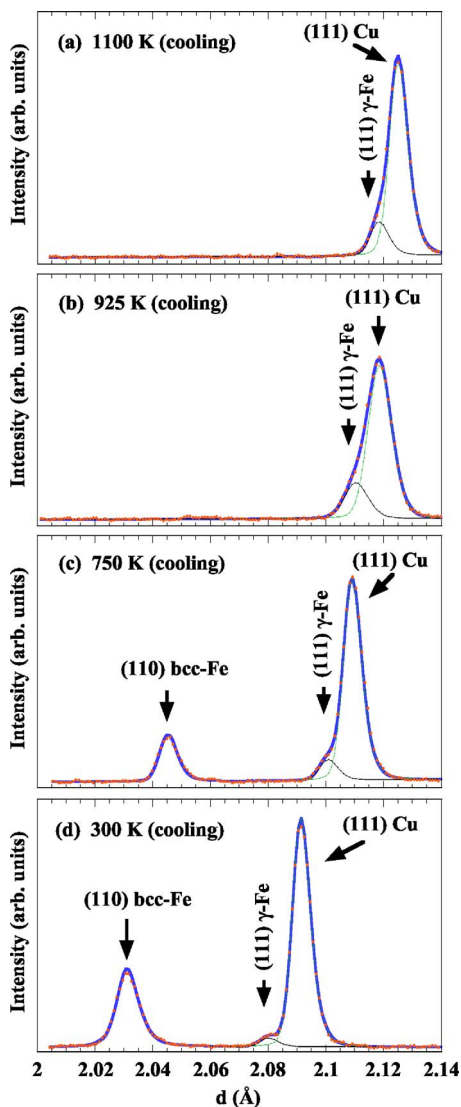 (a) 1100 K (cooling)
(111) Cu
(111) γ-Fe
Intensity (arb. units)
(b) 925 K (cooling)
(111) Cu
(111) γ-Fe
Intensity (arb. units)
(c) 750 K (cooling)
(111) Cu
(111) γ-Fe
(110) bcc-Fe
Intensity (arb. units)
(d) 300 K (cooling)
(111) Cu
(110) bcc-Fe
(111) γ-Fe
Intensity (arb. units)
2 2.02 2.04 2.06 2.08 2.1 2.12 2.14
d (Å)